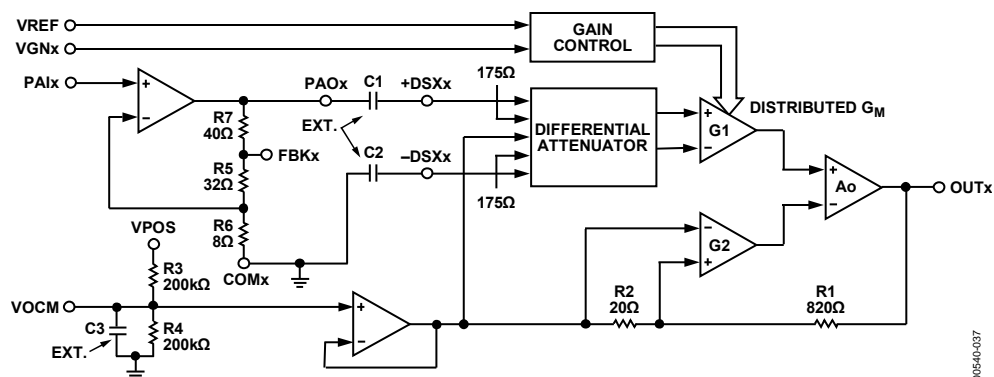 VREF
VGNx
PAIx
GAIN
CONTROL
PAOx
C1
+DSXx
175Ω
R7
40Ω
EXT.
FBKx
C2
–DSXx
R5
32Ω
175Ω
DIFFERENTIAL
ATTENUATOR
+
–
G1
DISTRIBUTED GM
+
–
Ao
OUTx
+
–
VPOS
R6
8Ω
COMx
R3
200kΩ
VOCM
C3
EXT.
R4
200kΩ
+
–
–
+
G2
R2
20Ω
R1
820Ω
00540-037